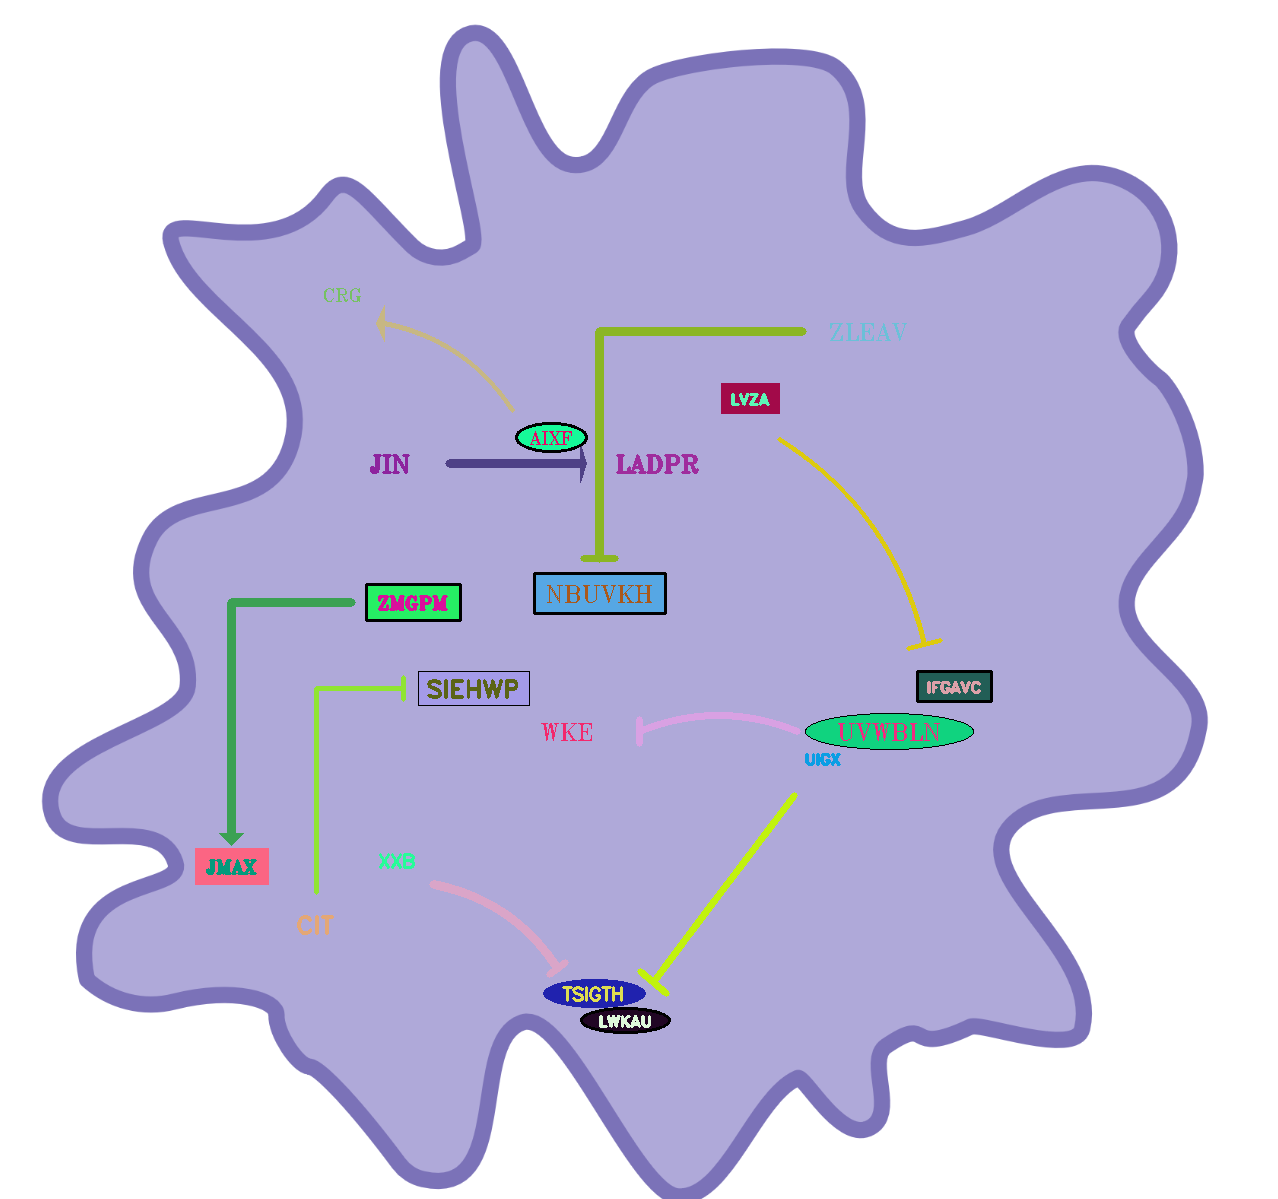 CRG
ZLEAV
LVZA
AIXF
JIN
LADPR
NBUVKH
ZMGPM
SIEHWP
IFGAVC
WKE
UVWBLN
UIGX
XXB
JMAX
CIT
TSIGTH
LWKAU